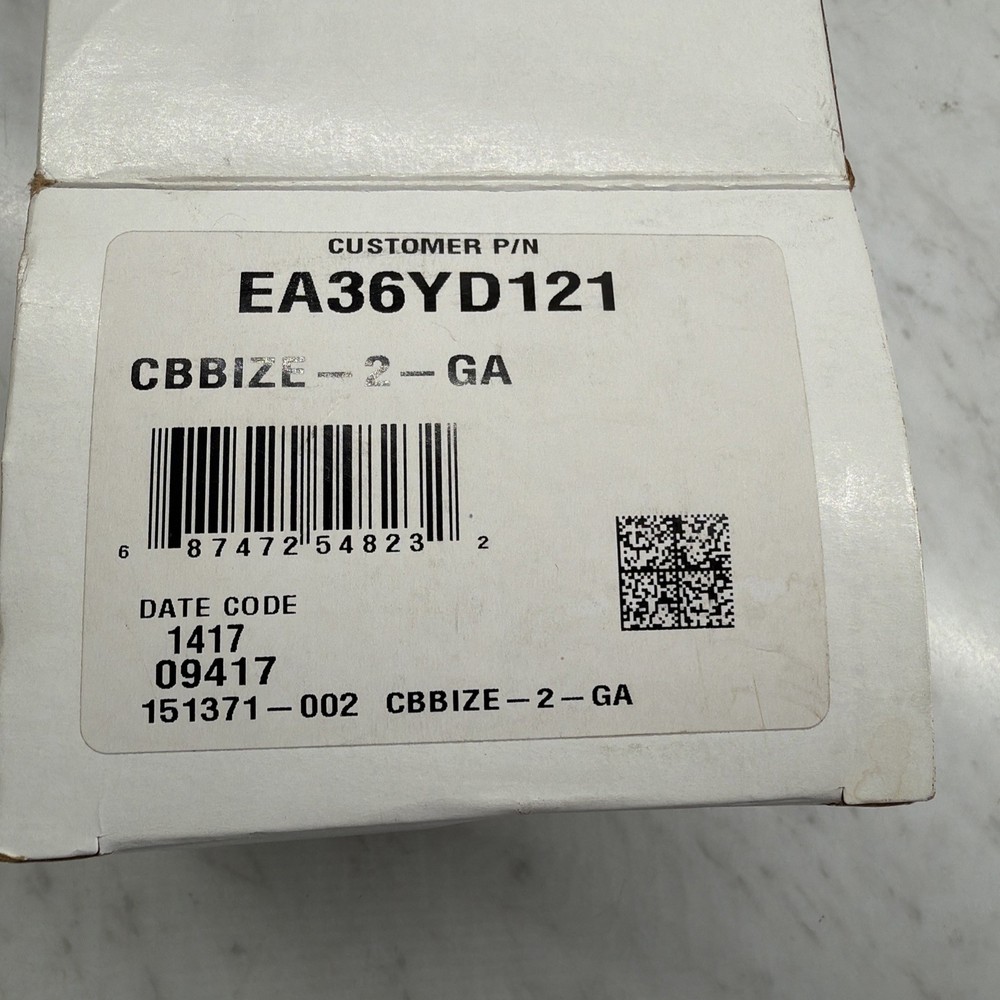 CUSTOMER P/N
EA36YD121
CBBIZE-2-GA
6 87472 54823 2
DATE CODE
1417
09417
151371-002 CBBIZE-2-GA